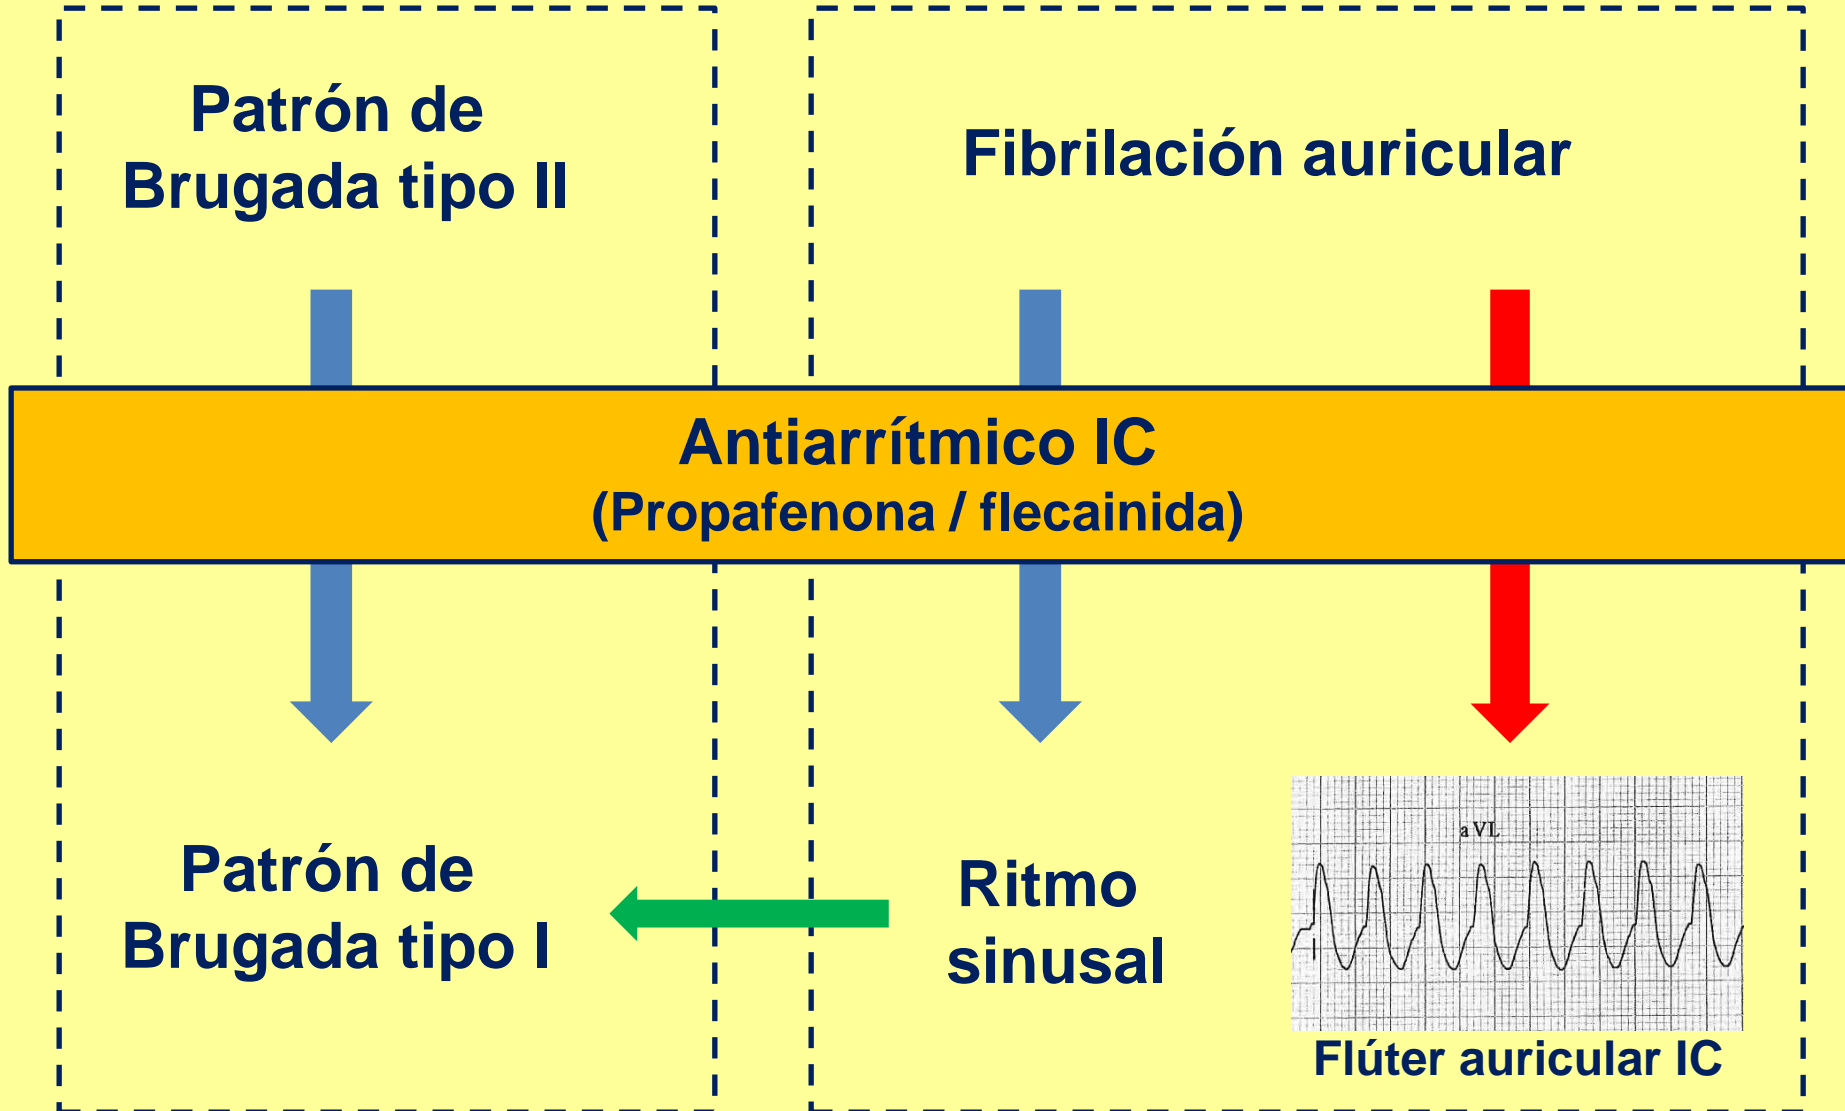 Patrón de
Brugada tipo II
Fibrilación auricular
Antiarrítmico IC
(Propafenona / flecainida)
Patrón de
Brugada tipo I
Ritmo
sinusal
a VL
Flúter auricular IC